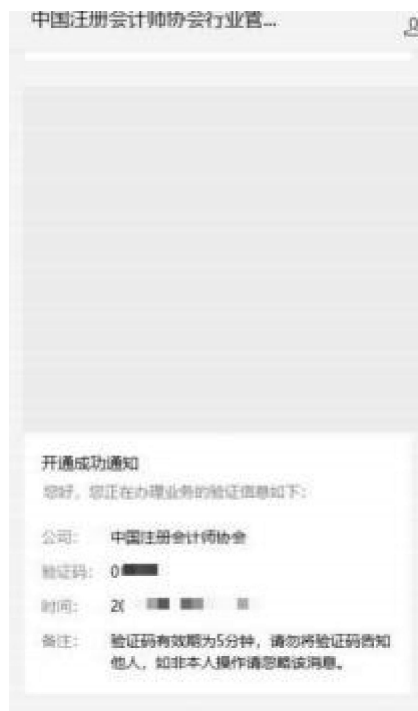 中国注册会计师协会行业管...
开通成功通知
您好，您正在办理业务的验证信息如下：
公司： 中国注册会计师协会
验证码： 0
时间： 20
备注： 验证码有效期为5分钟，请勿将验证码告知
他人，如非本人操作请忽略该消息。